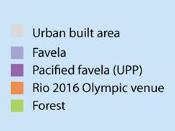 Urban built area
Favela
Pacified favela (UPP)
Rio 2016 Olympic venue
Forest